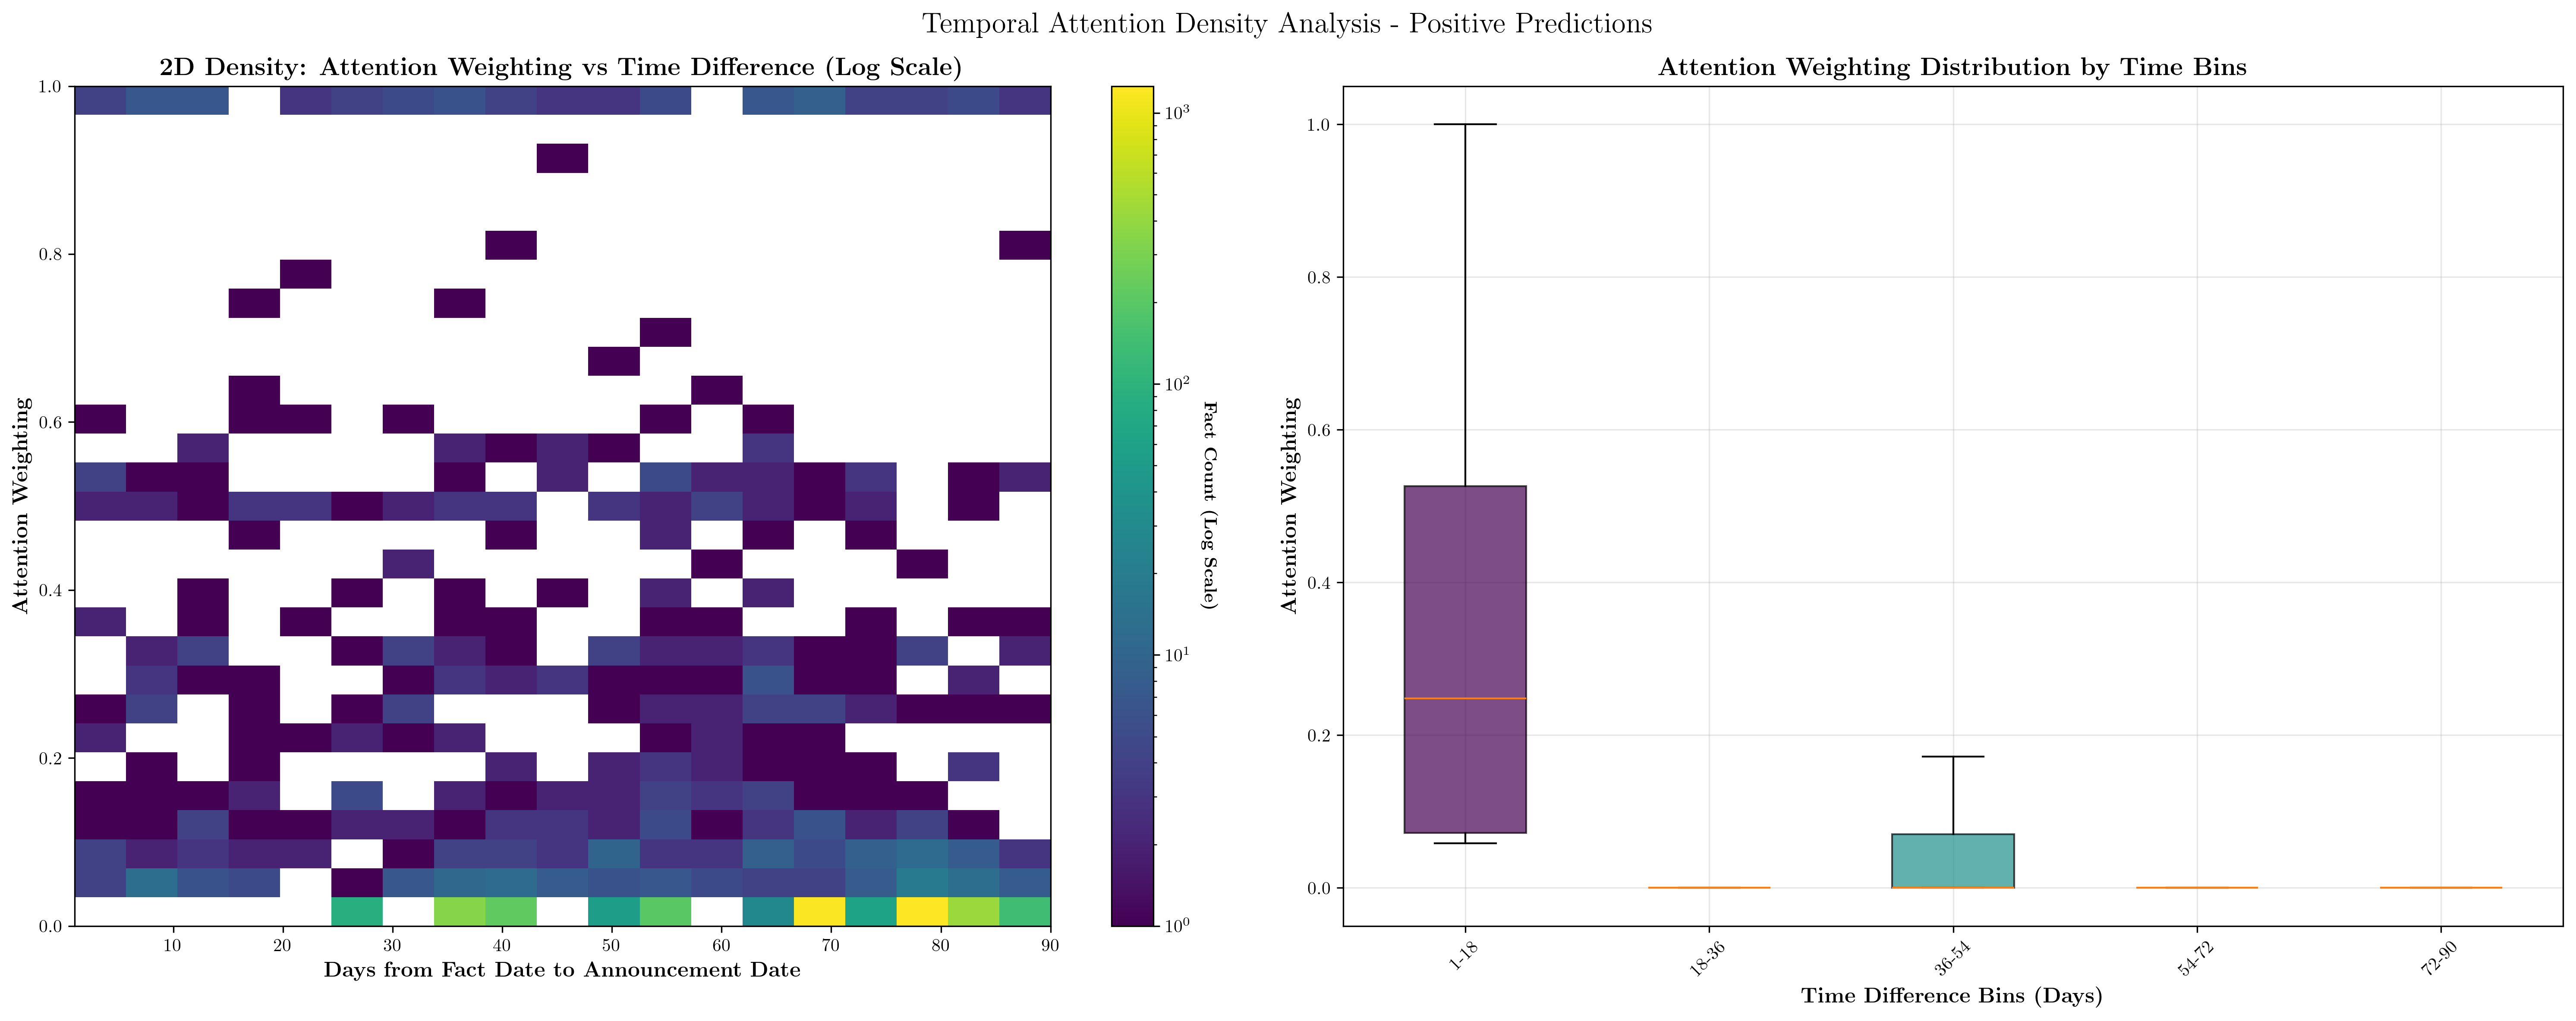 Temporal Attention Density Analysis - Positive Predictions
2D Density: Attention Weighting vs Time Difference (Log Scale)
1.0
0.8
0.6
0.4
0.2
0.0
Attention Weighting
10 20 30 40 50 60 70 80 90
Days from Fact Date to Announcement Date
10³
10²
10¹
10⁰
Fact Count (Log Scale)
Attention Weighting Distribution by Time Bins
1.0
0.8
0.6
0.4
0.2
0.0
Attention Weighting
1-18 18-36 36-54 54-72 72-90
Time Difference Bins (Days)